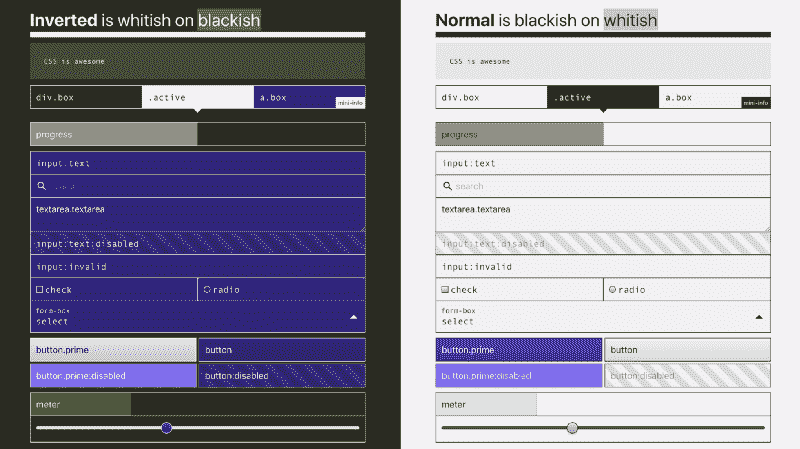 Inverted is whitish on blackish
CSS is awesome
div.box
.active
a.box
mini-info
progress
input:text
textarea.textarea
input:text:disabled
input:invalid
check
radio
form-box
select
button.prime
button
button.prime:disabled
button:disabled
meter
Normal is blackish on whitish
CSS is awesome
div.box
.active
a.box
mini-info
progress
input:text
search
textarea.textarea
input:text:disabled
input:invalid
check
radio
form-box
select
button.prime
button
button.prime:disabled
button:disabled
meter